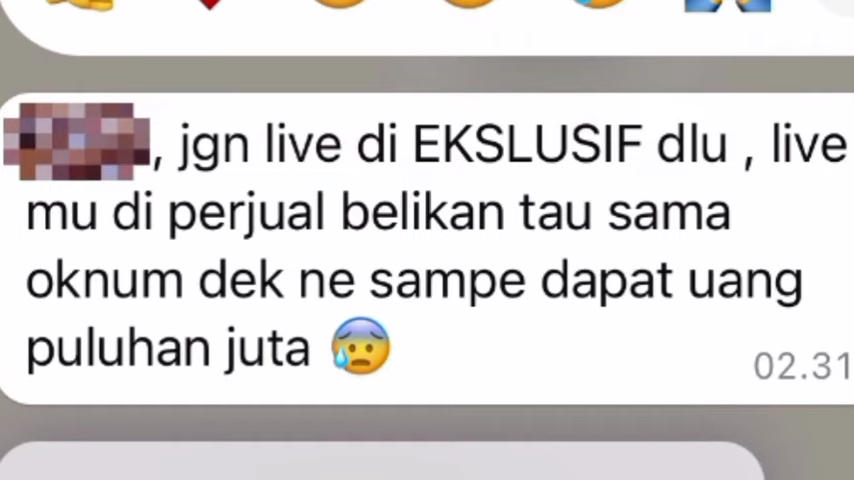 , jgn live di EKSLUSIF dlu , live
mu di perjual belikan tau sama
oknum dek ne sampe dapat uang
puluhan juta 😰
02.31